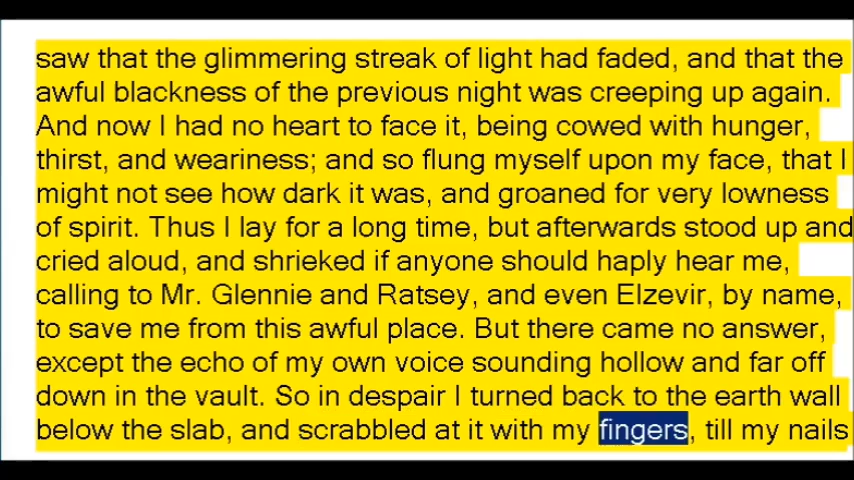 saw that the glimmering streak of light had faded, and that the
awful blackness of the previous night was creeping up again.
And now I had no heart to face it, being cowed with hunger,
thirst, and weariness; and so flung myself upon my face, that I
might not see how dark it was, and groaned for very lowness
of spirit. Thus I lay for a long time, but afterwards stood up and
cried aloud, and shrieked if anyone should haply hear me,
calling to Mr. Glennie and Ratsey, and even Elzevir, by name,
to save me from this awful place. But there came no answer,
except the echo of my own voice sounding hollow and far off
down in the vault. So in despair I turned back to the earth wall
below the slab, and scrabbled at it with my fingers, till my nails